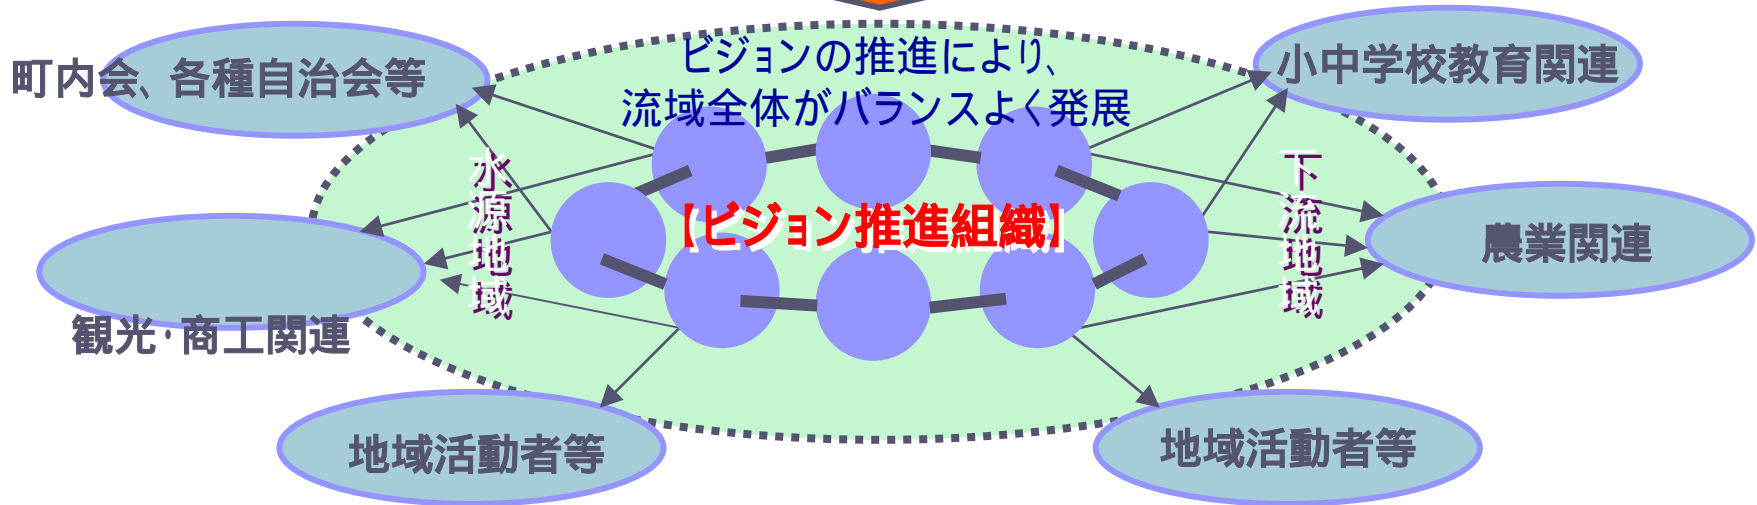 ビジョンの推進により、
流域全体がバランスよく発展
町内会、各種自治会等
小中学校教育関連
水源地域
【ビジョン推進組織】
下流地域
農業関連
観光・商工関連
地域活動者等
地域活動者等